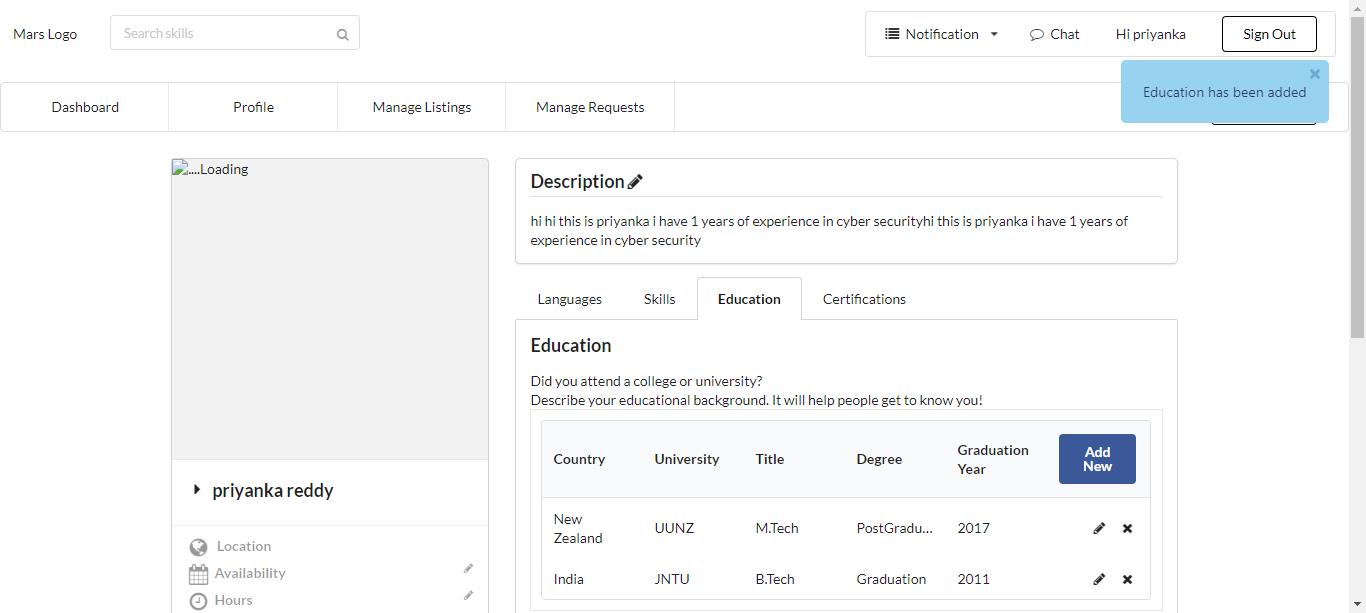 Mars Logo
Search skills
Notification
Chat
Hi priyanka
Sign Out
Education has been added
Dashboard
Profile
Manage Listings
Manage Requests
....Loading
Description
hi hi this is priyanka i have 1 years of experience in cyber securityhi this is priyanka i have 1 years of
experience in cyber security
Languages
Skills
Education
Certifications
Education
Did you attend a college or university?
Describe your educational background. It will help people get to know you!
Country
University
Title
Degree
Graduation
Year
Add
New
New
Zealand
UUNZ
M.Tech
PostGradu...
2017
India
JNTU
B.Tech
Graduation
2011
priyanka reddy
Location
Availability
Hours